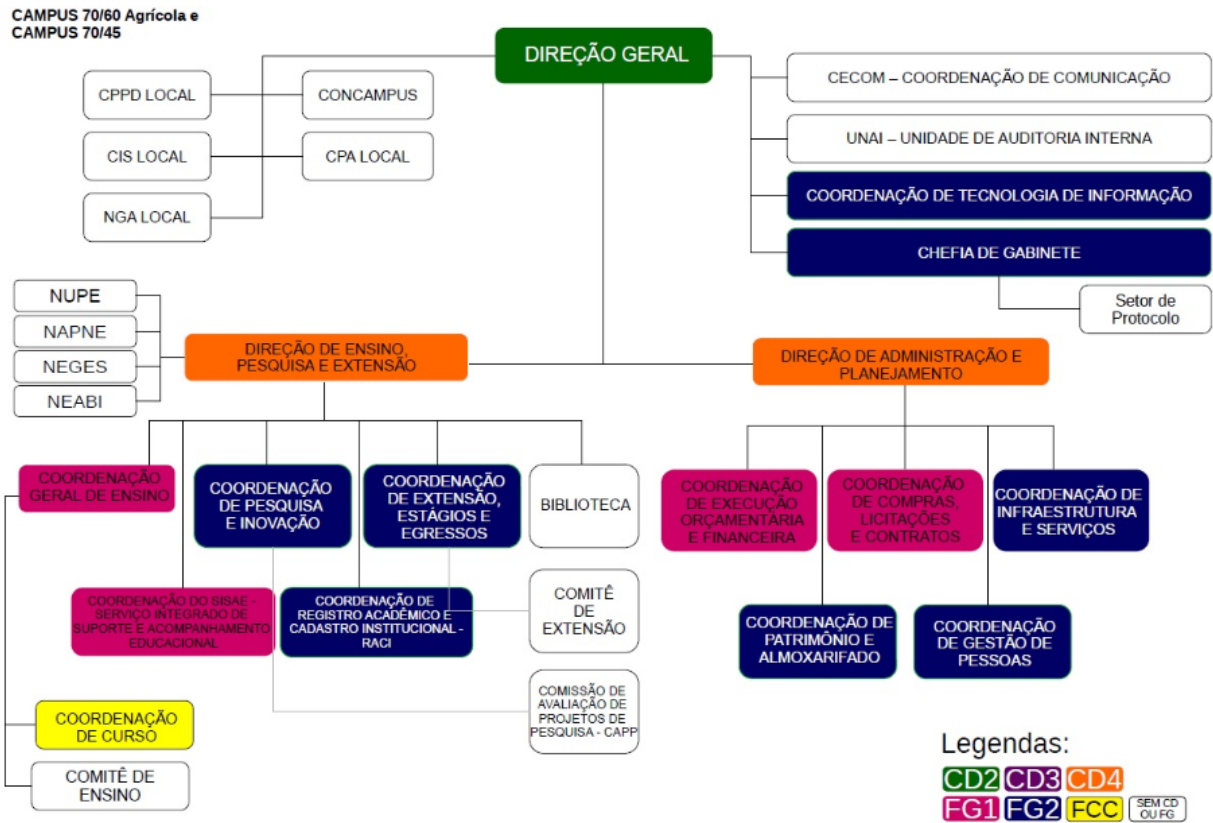 CAMPUS 70/60 Agrícola e
CAMPUS 70/45
DIREÇÃO GERAL
CPPD LOCAL
CONCAMPUS
CIS LOCAL
CPA LOCAL
NGA LOCAL
CECOM – COORDENAÇÃO DE COMUNICAÇÃO
UNAI – UNIDADE DE AUDITORIA INTERNA
COORDENAÇÃO DE TECNOLOGIA DE INFORMAÇÃO
CHEFIA DE GABINETE
Setor de
Protocolo
NUPE
NAPNE
NEGES
NEABI
DIREÇÃO DE ENSINO,
PESQUISA E EXTENSÃO
DIREÇÃO DE ADMINISTRAÇÃO E
PLANEJAMENTO
COORDENAÇÃO
GERAL DE ENSINO
COORDENAÇÃO
DE PESQUISA
E INOVAÇÃO
COORDENAÇÃO
DE EXTENSÃO,
ESTÁGIOS E
EGRESSOS
BIBLIOTECA
COORDENAÇÃO
DE EXECUÇÃO
ORÇAMENTÁRIA
E FINANCEIRA
COORDENAÇÃO
DE COMPRAS,
LICITAÇÕES
E CONTRATOS
COORDENAÇÃO DE
INFRAESTRUTURA
E SERVIÇOS
COORDENAÇÃO DO SISAE -
SERVIÇO INTEGRADO DE
SUPORTE E ACOMPANHAMENTO
EDUCACIONAL
COORDENAÇÃO DE
REGISTRO ACADÊMICO E
CADASTRO INSTITUCIONAL -
RACI
COMITÊ
DE
EXTENSÃO
COORDENAÇÃO DE
PATRIMÔNIO E
ALMOXARIFADO
COORDENAÇÃO
DE GESTÃO DE
PESSOAS
COMISSÃO DE
AVALIAÇÃO DE
PROJETOS DE
PESQUISA - CAPP
COORDENAÇÃO
DE CURSO
COMITÊ DE
ENSINO
Legendas:
CD2 CD3 CD4
FG1 FG2 FCC SEM CD
OU FG